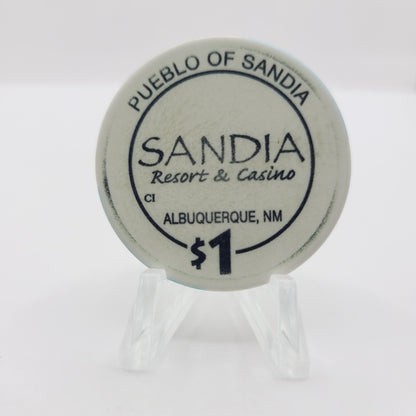 PUEBLO OF SANDIA
SANDIA
Resort & Casino
CI
ALBUQUERQUE, NM
$1